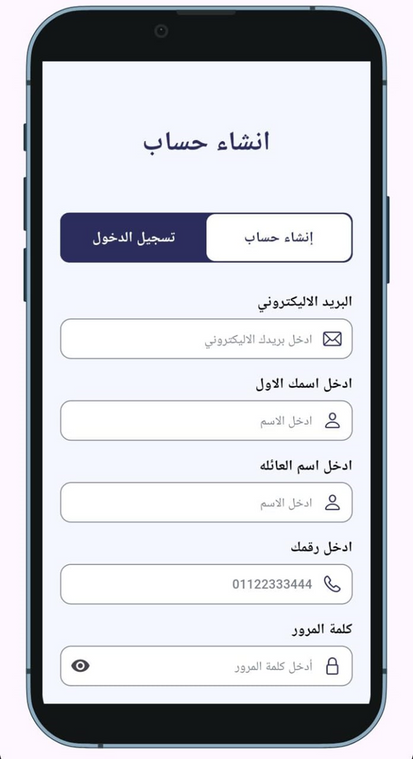 انشاء حساب
إنشاء حساب
تسجيل الدخول
البريد الاليكتروني
ادخل بريدك الاليكتروني
ادخل اسمك الاول
ادخل الاسم
ادخل اسم العائله
ادخل الاسم
ادخل رقمك
01122333444
كلمة المرور
أدخل كلمة المرور